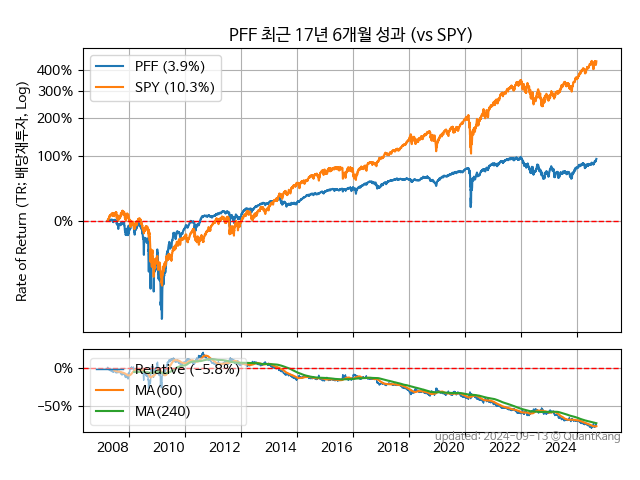 PFF 최근 17년 6개월 성과 (vs SPY)
PFF (3.9%)
SPY (10.3%)
400%
300%
200%
100%
0%
Rate of Return (TR: 배당재투자, Log)
Relative (−5.8%)
MA(60)
MA(240)
0%
−50%
2008 2010 2012 2014 2016 2018 2020 2022 2024
updated: 2024-09-13 © QuantKang